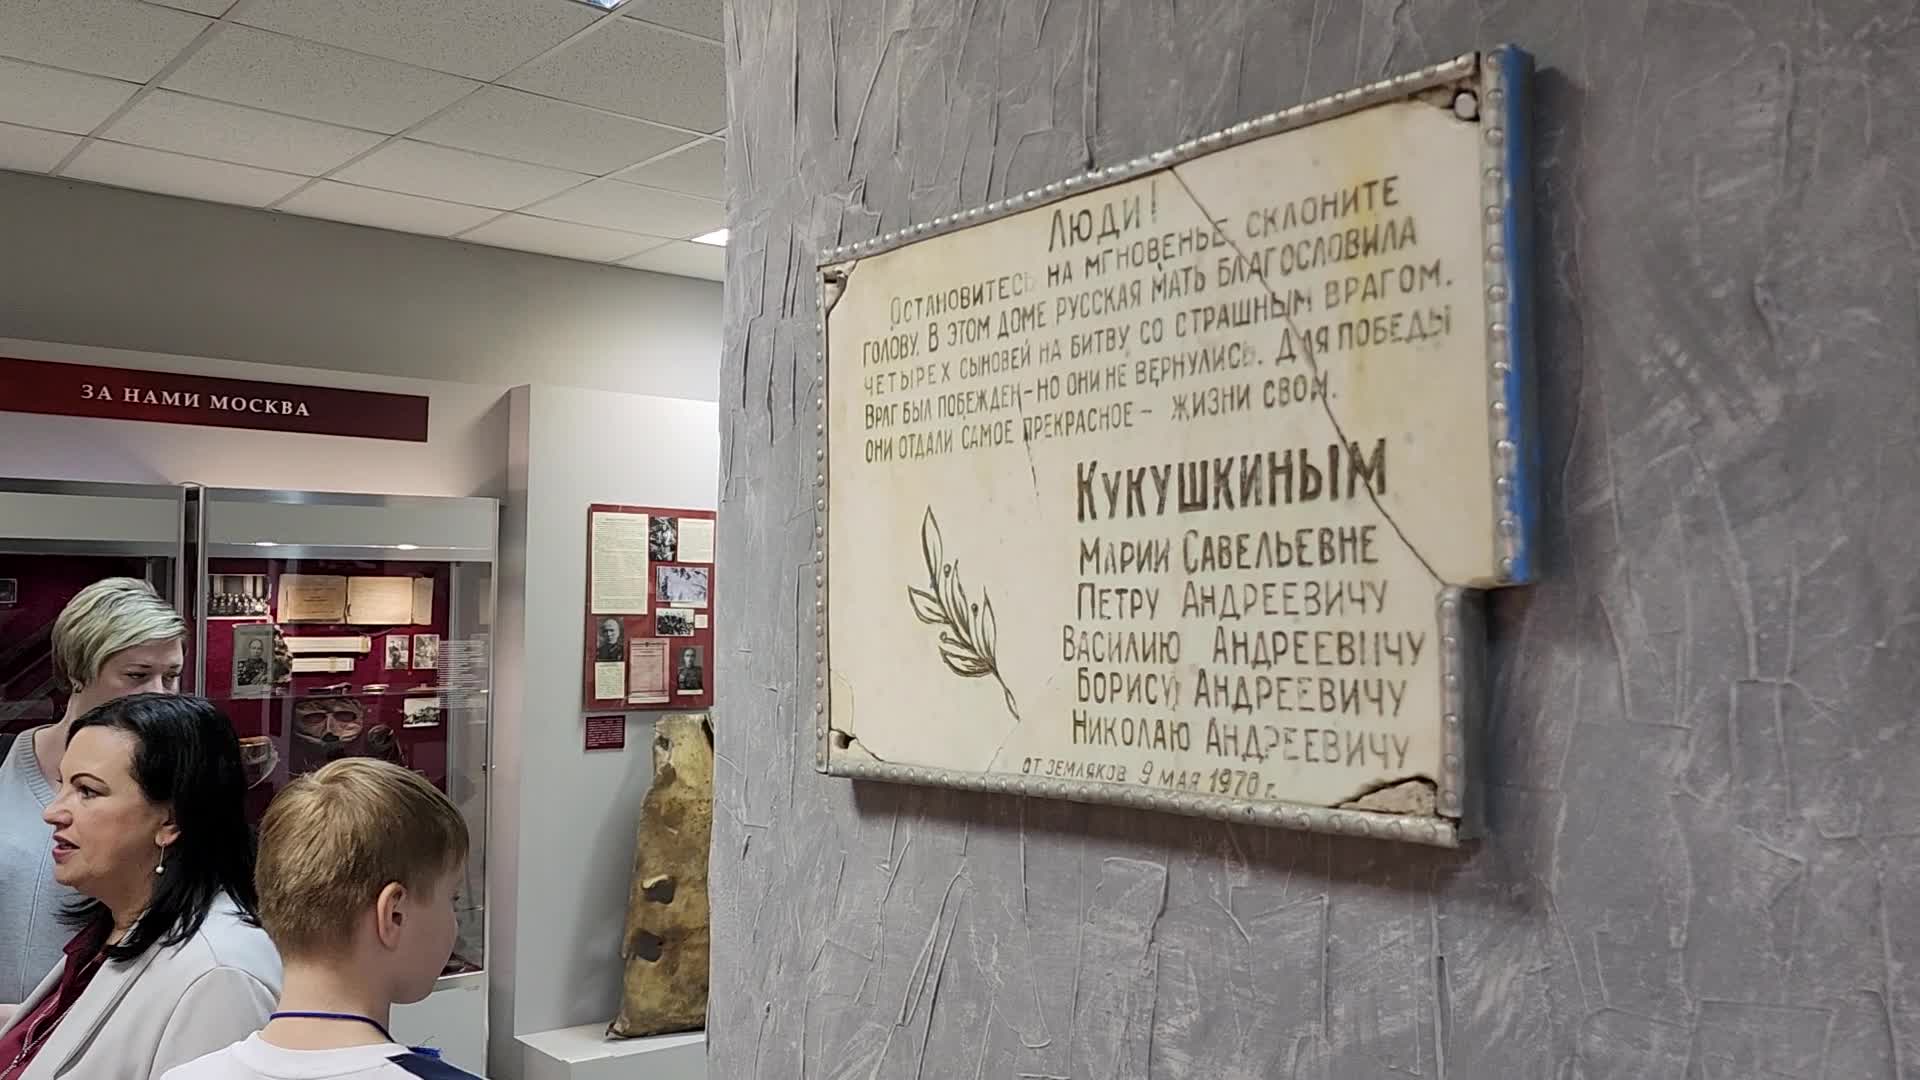 ЗА НАМИ МОСКВА
ЛЮДИ!
ОСТАНОВИТЕСЬ НА МГНОВЕНЬЕ СКЛОНИТЕ
ГОЛОВУ. В ЭТОМ ДОМЕ РУССКАЯ МАТЬ БЛАГОСЛОВИЛА
ЧЕТЫРЕХ СЫНОВЕЙ НА БИТВУ СО СТРАШНЫМ ВРАГОМ.
ВРАГ БЫЛ ПОБЕЖДЕН - НО ОНИ НЕ ВЕРНУЛИСЬ. ДЛЯ ПОБЕДЫ
ОНИ ОТДАЛИ САМОЕ ПРЕКРАСНОЕ - ЖИЗНИ СВОИ.
КУКУШКИНЫМ
МАРИИ САВЕЛЬЕВНЕ
ПЕТРУ АНДРЕЕВИЧУ
ВАСИЛИЮ АНДРЕЕВИЧУ
БОРИСУ АНДРЕЕВИЧУ
НИКОЛАЮ АНДРЕЕВИЧУ
ОТ ЗЕМЛЯКОВ 9 МАЯ 1970 г.